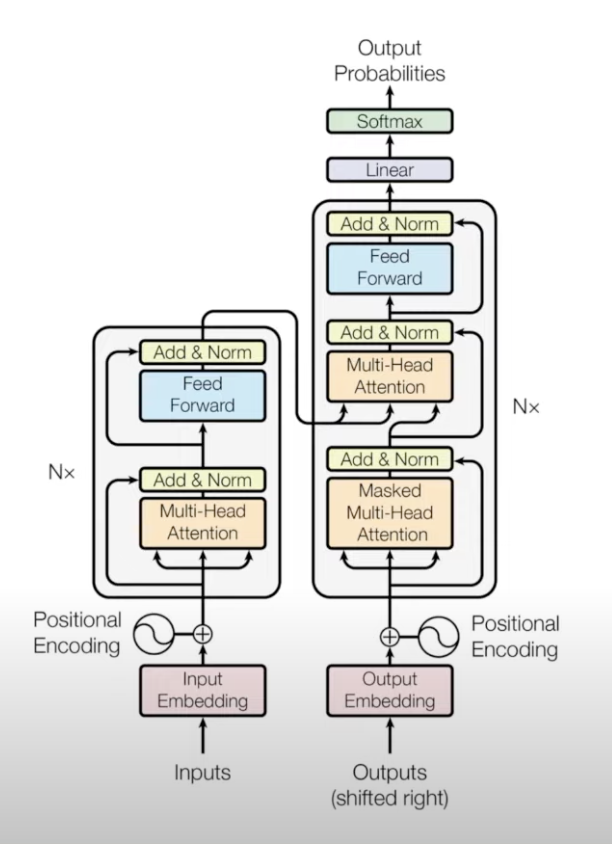 Output
Probabilities
Softmax
Linear
Add & Norm
Feed
Forward
Add & Norm
Multi-Head
Attention
Add & Norm
Masked
Multi-Head
Attention
Nx
Add & Norm
Feed
Forward
Add & Norm
Multi-Head
Attention
Nx
Positional
Encoding
Positional
Encoding
Input
Embedding
Output
Embedding
Inputs
Outputs
(shifted right)